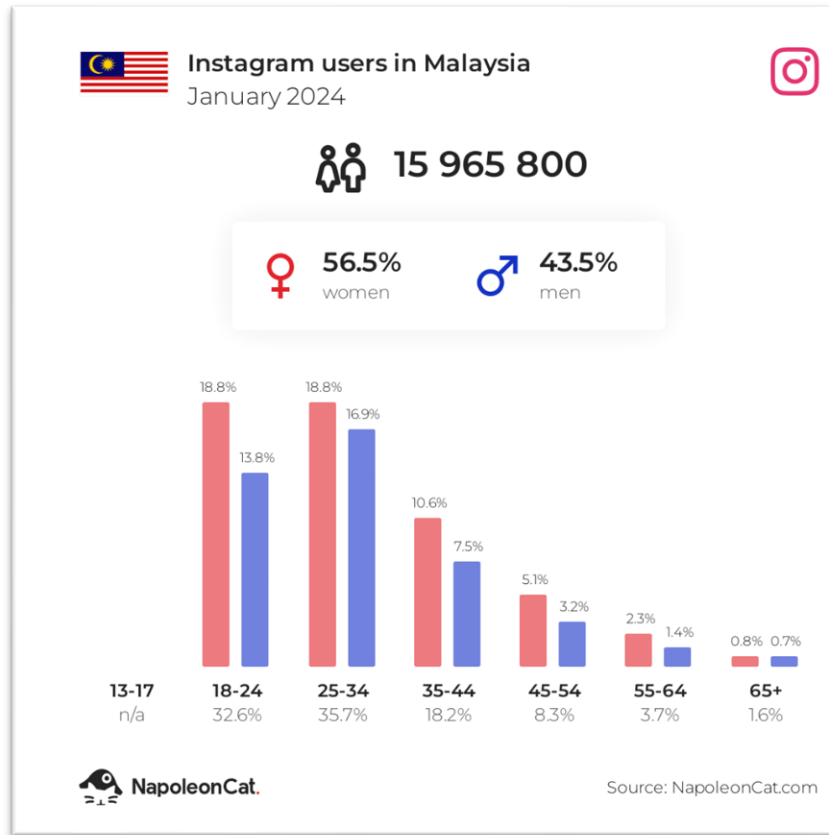 Instagram users in Malaysia
January 2024
15 965 800
56.5% 43.5%
women men
18.8% 18.8%
16.9%
13.8%
10.6%
7.5%
5.1%
3.2%
2.3%
1.4%
0.8% 0.7%
13-17 18-24 25-34 35-44 45-54 55-64 65+
n/a 32.6% 35.7% 18.2% 8.3% 3.7% 1.6%
NapoleonCat. Source: NapoleonCat.com